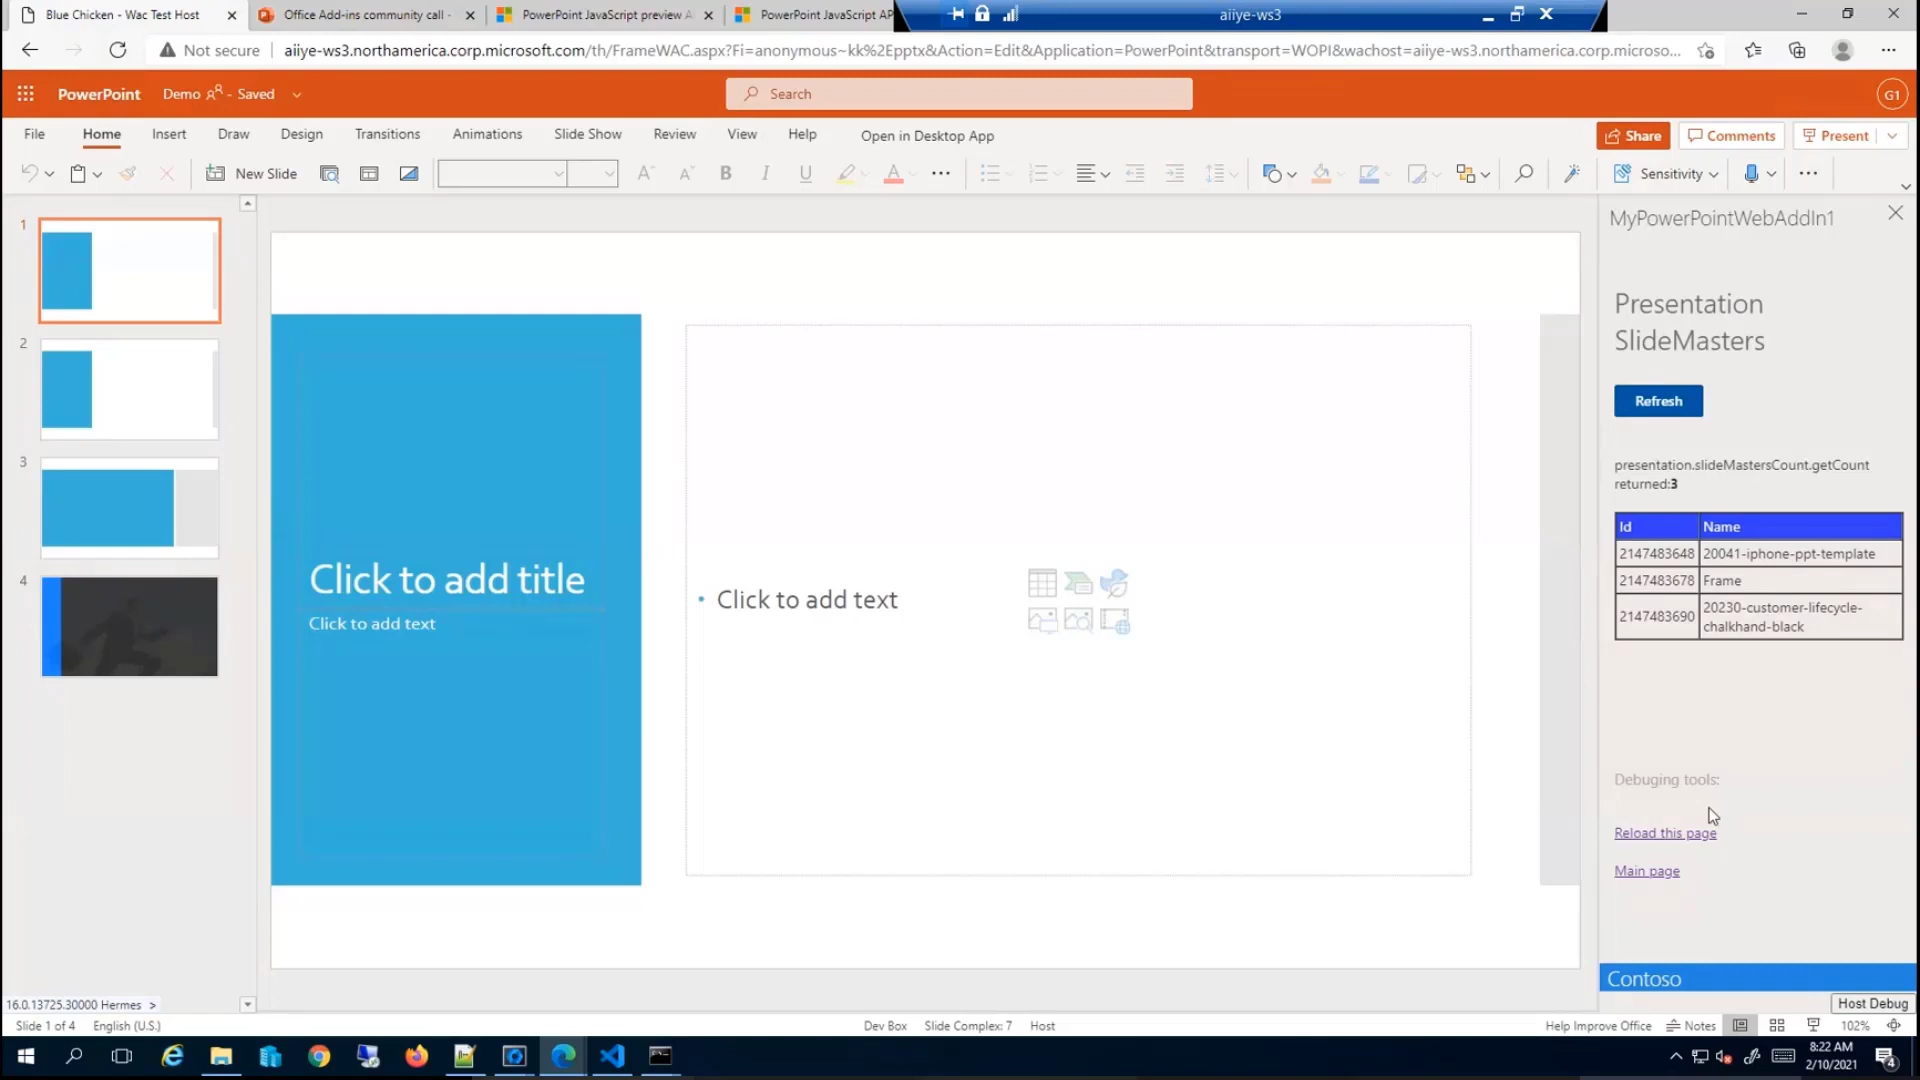 Blue Chicken - Wac Test Host
Office Add-ins community call -
PowerPoint JavaScript preview A
PowerPoint JavaScript AP
aiiye-ws3
Not secure
aiiye-ws3.northamerica.corp.microsoft.com/th/FrameWAC.aspx?Fi=anonymous~kk%2Epptx&Action=Edit&Application=PowerPoint&transport=WOPI&wachost=aiiye-ws3.northamerica.corp.microso...
PowerPoint
Demo - Saved
Search
G1
File
Home
Insert
Draw
Design
Transitions
Animations
Slide Show
Review
View
Help
Open in Desktop App
Share
Comments
Present
New Slide
Sensitivity
1
2
3
4
Click to add title
Click to add text
• Click to add text
MyPowerPointWebAddIn1
Presentation
SlideMasters
Refresh
presentation.slideMastersCount.getCount
returned:3
Id Name
2147483648 20041-iphone-ppt-template
2147483678 Frame
2147483690 20230-customer-lifecycle-
chalkhand-black
Debuging tools:
Reload this page
Main page
Contoso
Host Debug
16.0.13725.30000 Hermes >
Slide 1 of 4
English (U.S.)
Dev Box
Slide Complex: 7
Host
Help Improve Office
Notes
102%
8:22 AM
2/10/2021
4